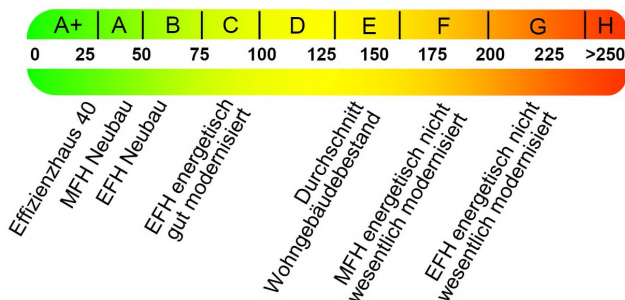 A+ A B C D E F G H
0 25 50 75 100 125 150 175 200 225 >250
Effizienzhaus 40
MFH Neubau
EFH Neubau
EFH energetisch
gut modernisiert
Durchschnitt
Wohngebäudebestand
MFH energetisch nicht
wesentlich modernisiert
EFH energetisch nicht
wesentlich modernisiert